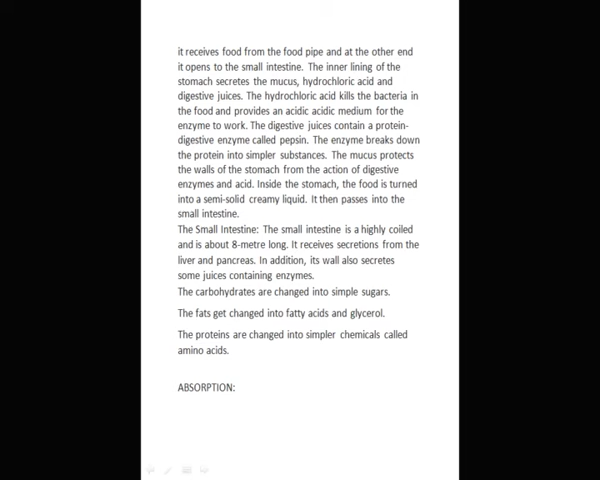 it receives food from the food pipe and at the other end
it opens to the small intestine. The inner lining of the
stomach secretes the mucus, hydrochloric acid and
digestive juices. The hydrochloric acid kills the bacteria in
the food and provides an acidic acidic medium for the
enzyme to work. The digestive juices contain a protein-
digestive enzyme called pepsin. The enzyme breaks down
the protein into simpler substances. The mucus protects
the walls of the stomach from the action of digestive
enzymes and acid. Inside the stomach, the food is turned
into a semi-solid creamy liquid. It then passes into the
small intestine.
The Small Intestine: The small intestine is a highly coiled
and is about 8-metre long. It receives secretions from the
liver and pancreas. In addition, its wall also secretes
some juices containing enzymes.
The carbohydrates are changed into simple sugars.
The fats get changed into fatty acids and glycerol.
The proteins are changed into simpler chemicals called
amino acids.
ABSORPTION: